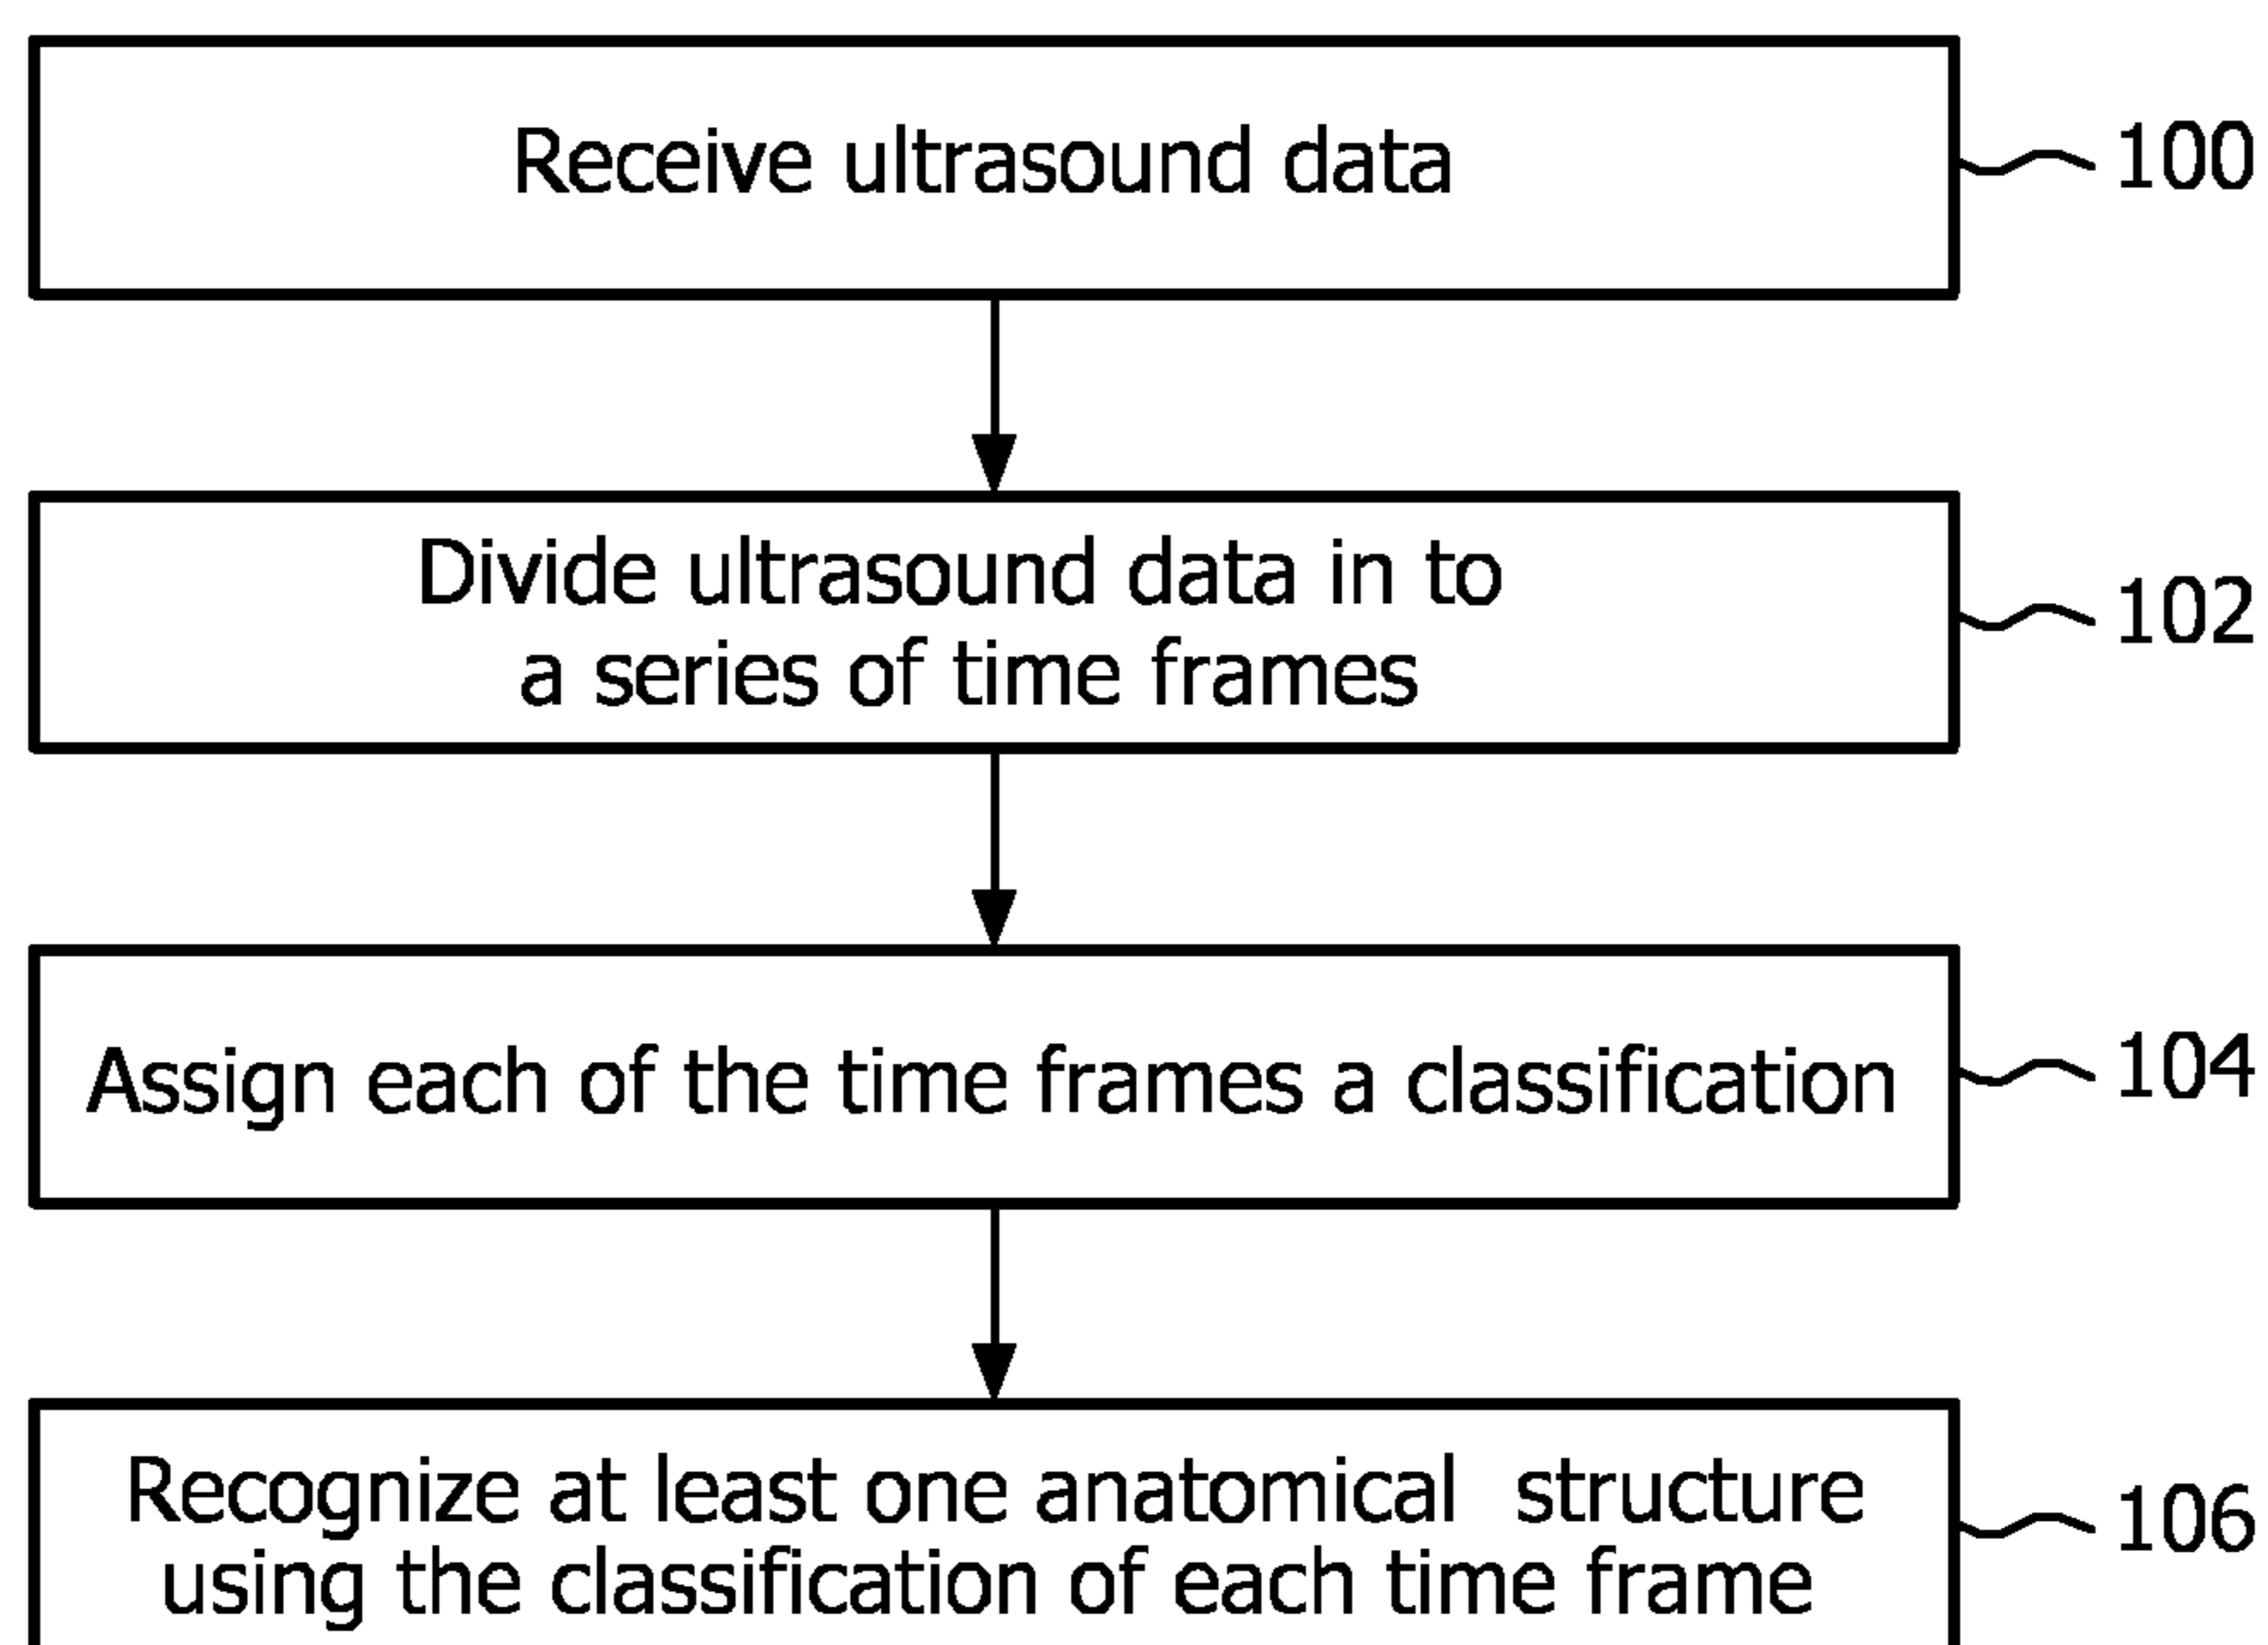 Receive ultrasound data
100
Divide ultrasound data in to
a series of time frames
102
Assign each of the time frames a classification
104
Recognize at least one anatomical structure
using the classification of each time frame
106